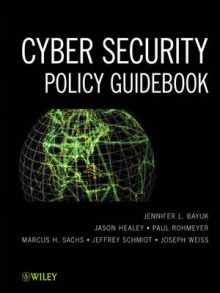 CYBER SECURITY
POLICY GUIDEBOOK
JENNIFER L. BAYUK
JASON HEALEY • PAUL ROHMEYER
MARCUS H. SACHS • JEFFREY SCHMIDT • JOSEPH WEISS
WILEY